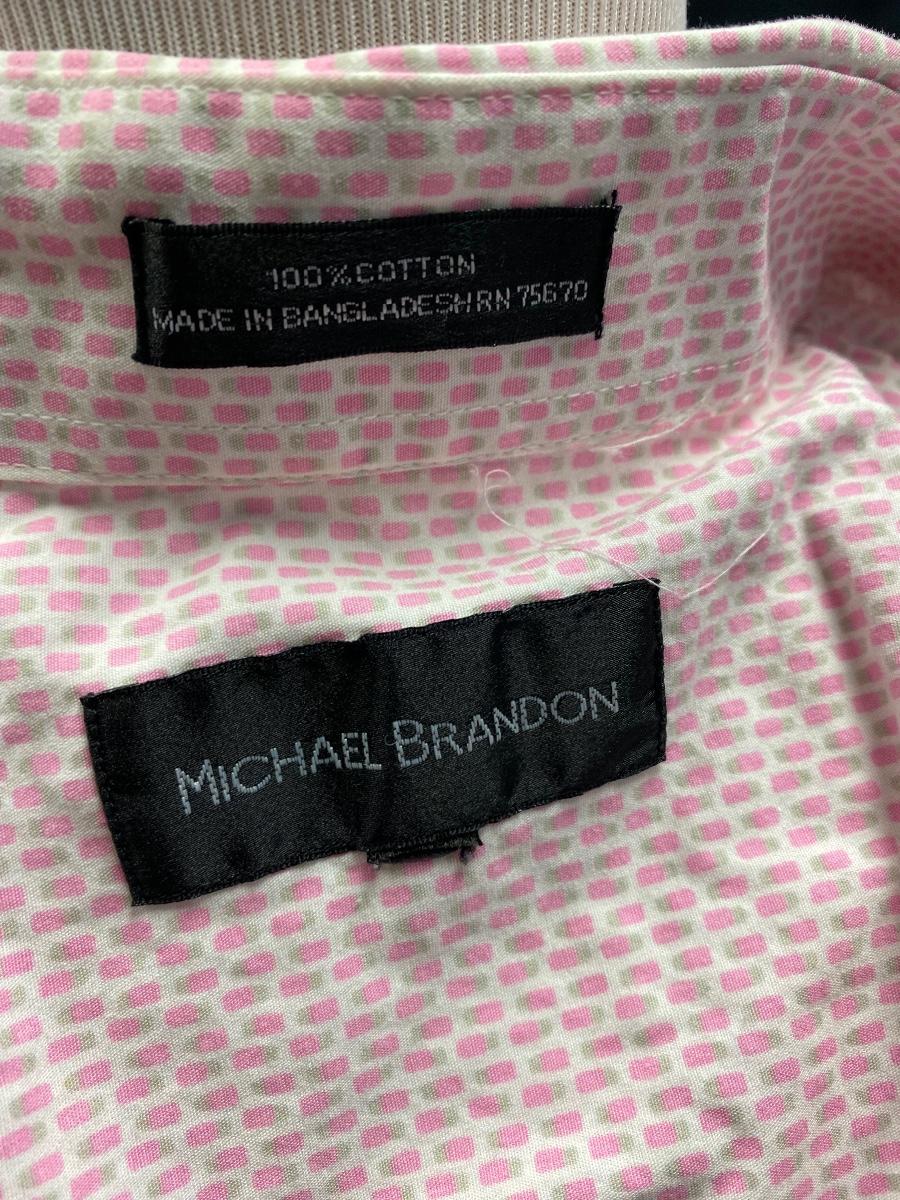 100%COTTON
MADE IN BANGLADESH RN 75670
MICHAEL BRANDON